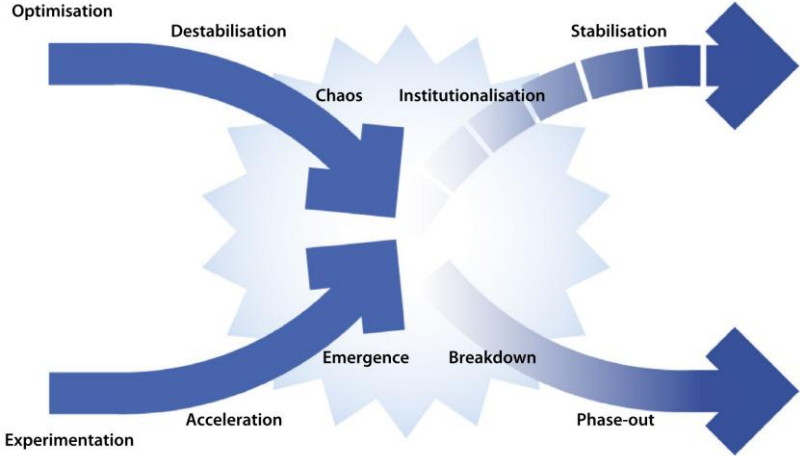 Optimisation
Destabilisation
Stabilisation
Chaos
Institutionalisation
Emergence
Breakdown
Acceleration
Phase-out
Experimentation